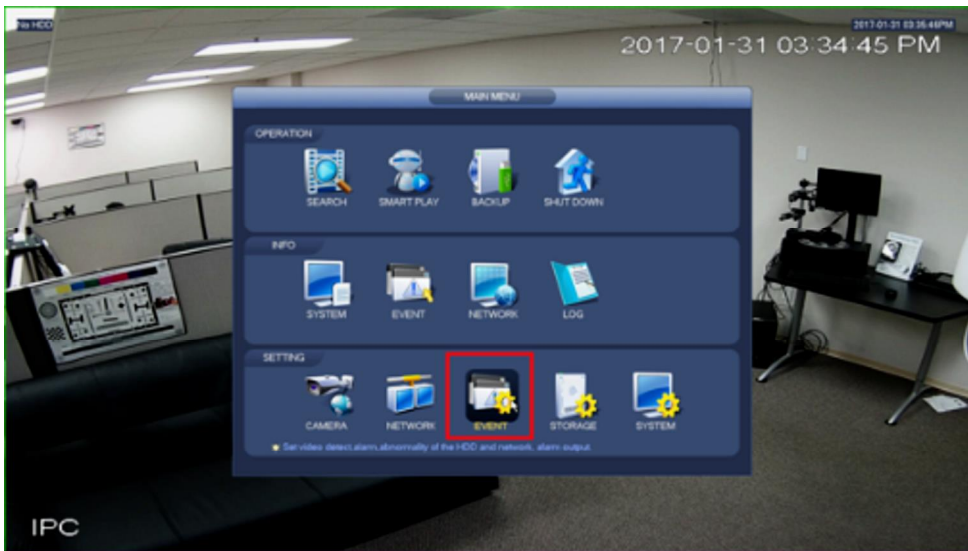 No HDD
2017-01-31 03:35:46PM
2017-01-31 03:34:45 PM
MAIN MENU
OPERATION
SEARCH SMART PLAY BACKUP SHUT DOWN
INFO
SYSTEM EVENT NETWORK LOG
SETTING
CAMERA NETWORK EVENT STORAGE SYSTEM
Set video detect,alarm,abnormality of the HDD and network, alarm output.
IPC